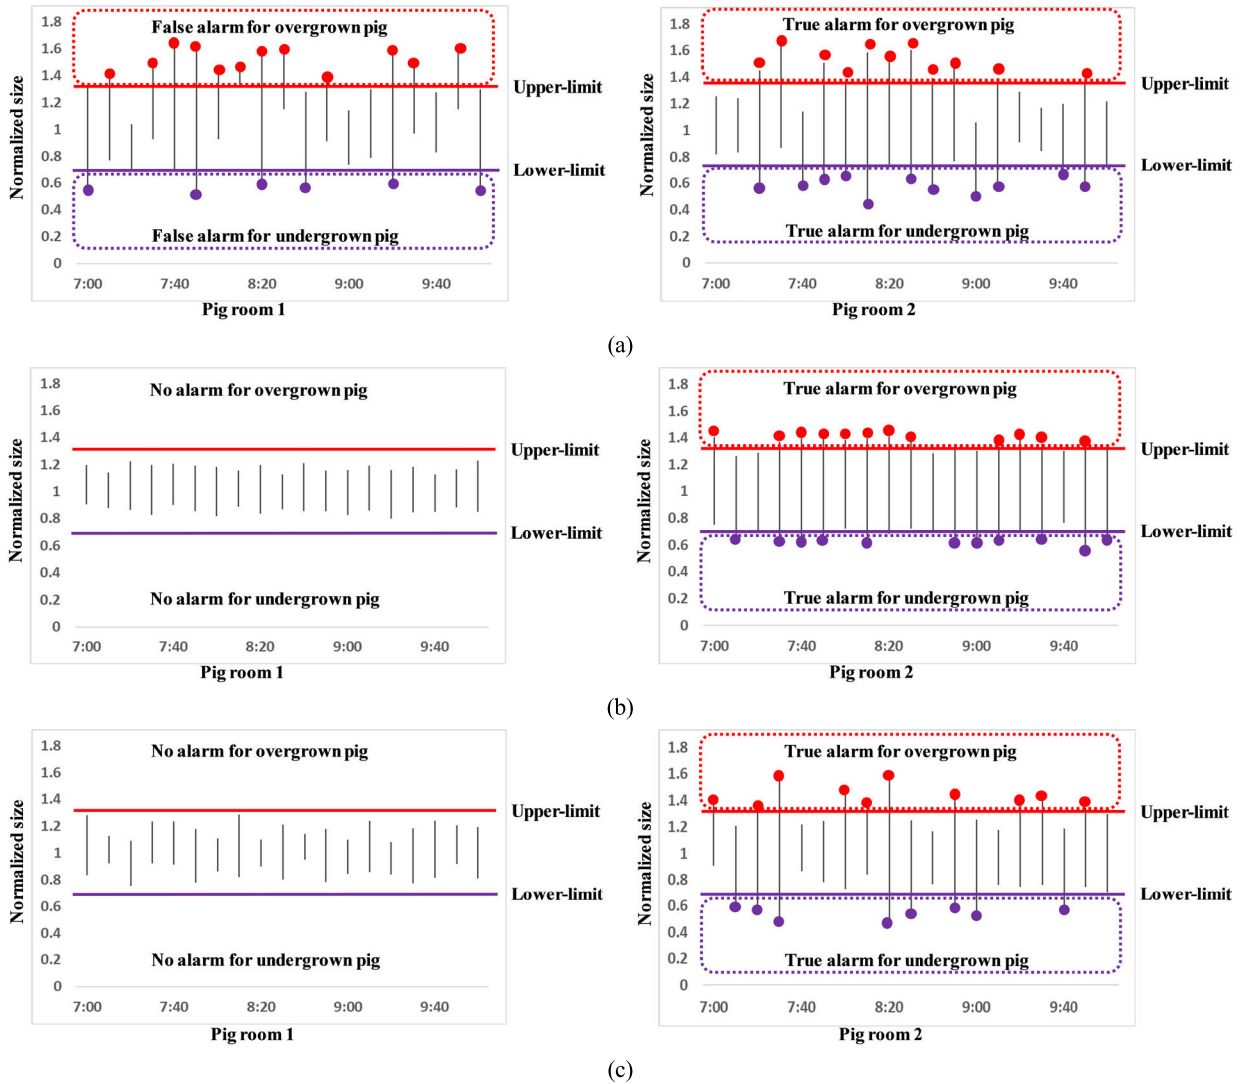 1.8
1.6
1.4
1.2
1
0.8
0.6
0.4
0.2
0
Normalized size
False alarm for overgrown pig
Upper-limit
Lower-limit
False alarm for undergrown pig
7:00 7:40 8:20 9:00 9:40
Pig room 1
1.8
1.6
1.4
1.2
1
0.8
0.6
0.4
0.2
0
Normalized size
True alarm for overgrown pig
Upper-limit
Lower-limit
True alarm for undergrown pig
7:00 7:40 8:20 9:00 9:40
Pig room 2
(a)
1.8
1.6
1.4
1.2
1
0.8
0.6
0.4
0.2
0
Normalized size
No alarm for overgrown pig
Upper-limit
Lower-limit
No alarm for undergrown pig
7:00 7:40 8:20 9:00 9:40
Pig room 1
1.8
1.6
1.4
1.2
1
0.8
0.6
0.4
0.2
0
Normalized size
True alarm for overgrown pig
Upper-limit
Lower-limit
True alarm for undergrown pig
7:00 7:40 8:20 9:00 9:40
Pig room 2
(b)
1.8
1.6
1.4
1.2
1
0.8
0.6
0.4
0.2
0
Normalized size
No alarm for overgrown pig
Upper-limit
Lower-limit
No alarm for undergrown pig
7:00 7:40 8:20 9:00 9:40
Pig room 1
1.8
1.6
1.4
1.2
1
0.8
0.6
0.4
0.2
0
Normalized size
True alarm for overgrown pig
Upper-limit
Lower-limit
True alarm for undergrown pig
7:00 7:40 8:20 9:00 9:40
Pig room 2
(c)